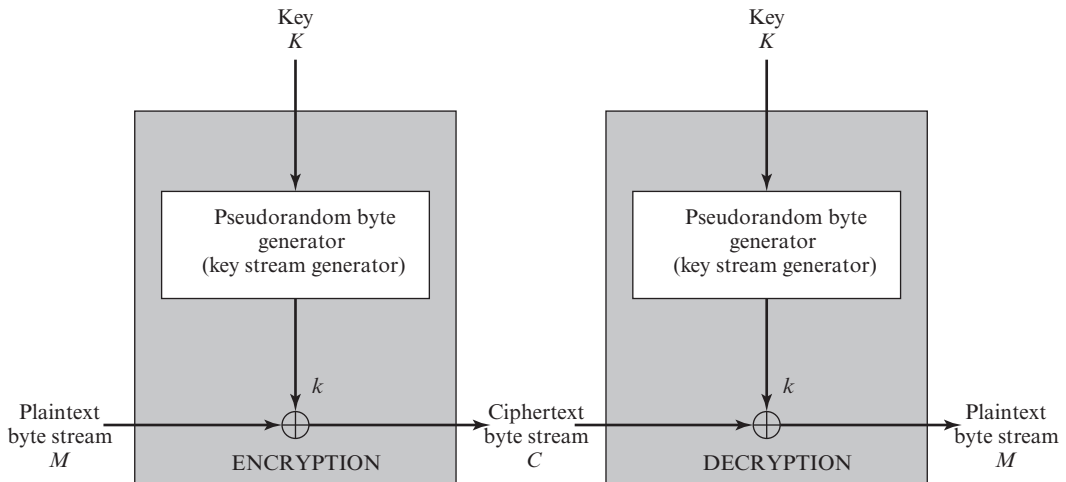 Key
K
Key
K
Pseudorandom byte
generator
(key stream generator)
Pseudorandom byte
generator
(key stream generator)
k
k
Plaintext
byte stream
M
Ciphertext
byte stream
C
Plaintext
byte stream
M
ENCRYPTION
DECRYPTION